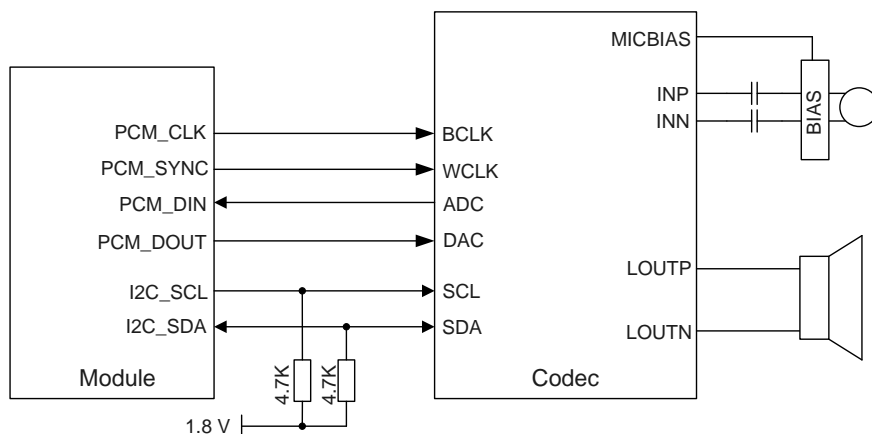 MICBIAS
INP
INN
BIAS
PCM_CLK
BCLK
PCM_SYNC
WCLK
PCM_DIN
ADC
PCM_DOUT
DAC
LOUTP
I2C_SCL
SCL
I2C_SDA
SDA
LOUTN
Module
4.7K
4.7K
Codec
1.8 V